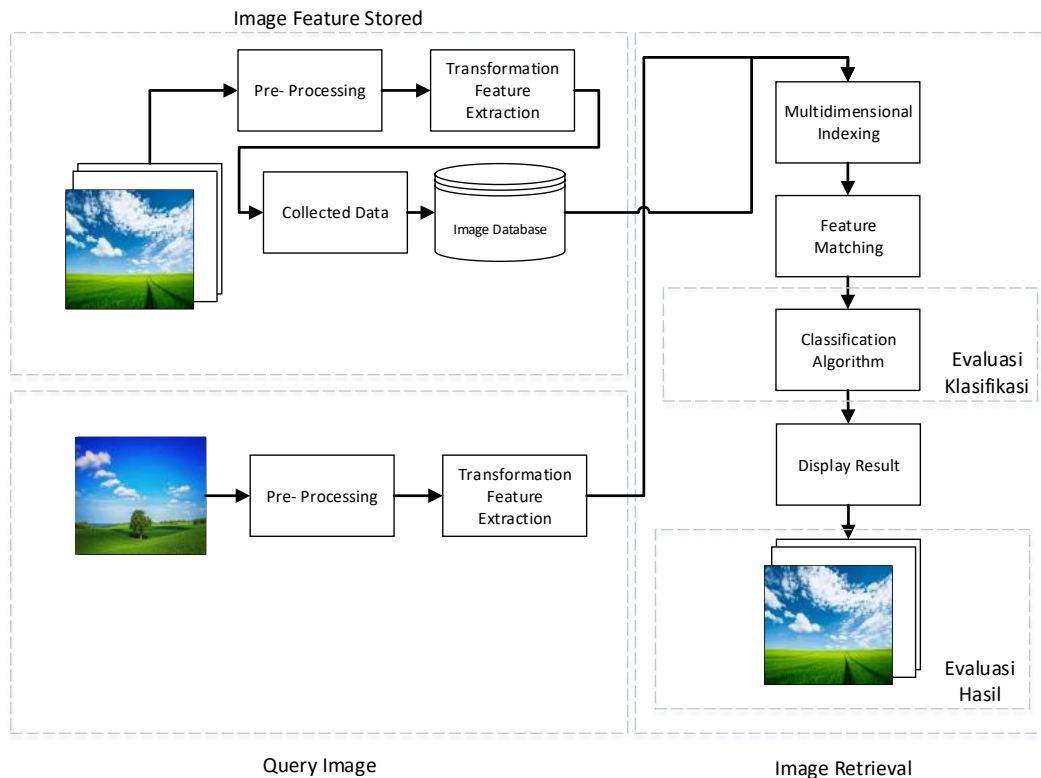 Image Feature Stored
Pre- Processing
Transformation
Feature
Extraction
Collected Data
Image Database
Multidimensional
Indexing
Feature
Matching
Classification
Algorithm
Evaluasi
Klasifikasi
Display Result
Evaluasi
Hasil
Pre- Processing
Transformation
Feature
Extraction
Query Image
Image Retrieval